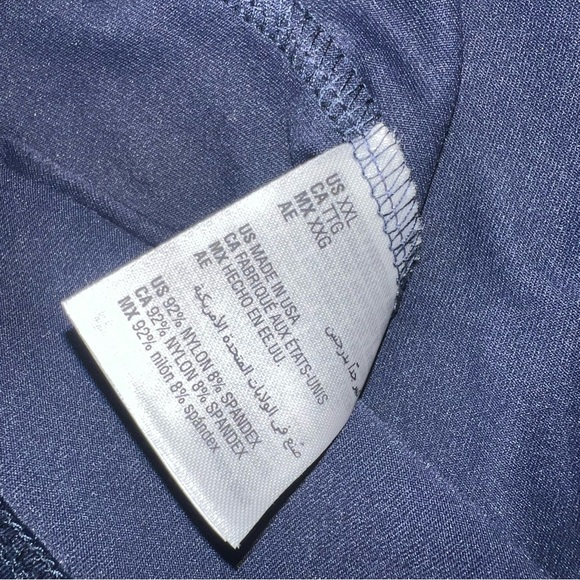 US XXL
CA TTG
MX XXG
AE
US MADE IN USA
CA FABRIQUÉ AUX ÉTATS-UNIS
MX HECHO EN EE.UU.
AE
صُنع في الولايات المتحدة الأمريكة
US 92% NYLON 8% SPANDEX
CA 92% NYLON 8% SPANDEX
MX 92% nilón 8% spandex